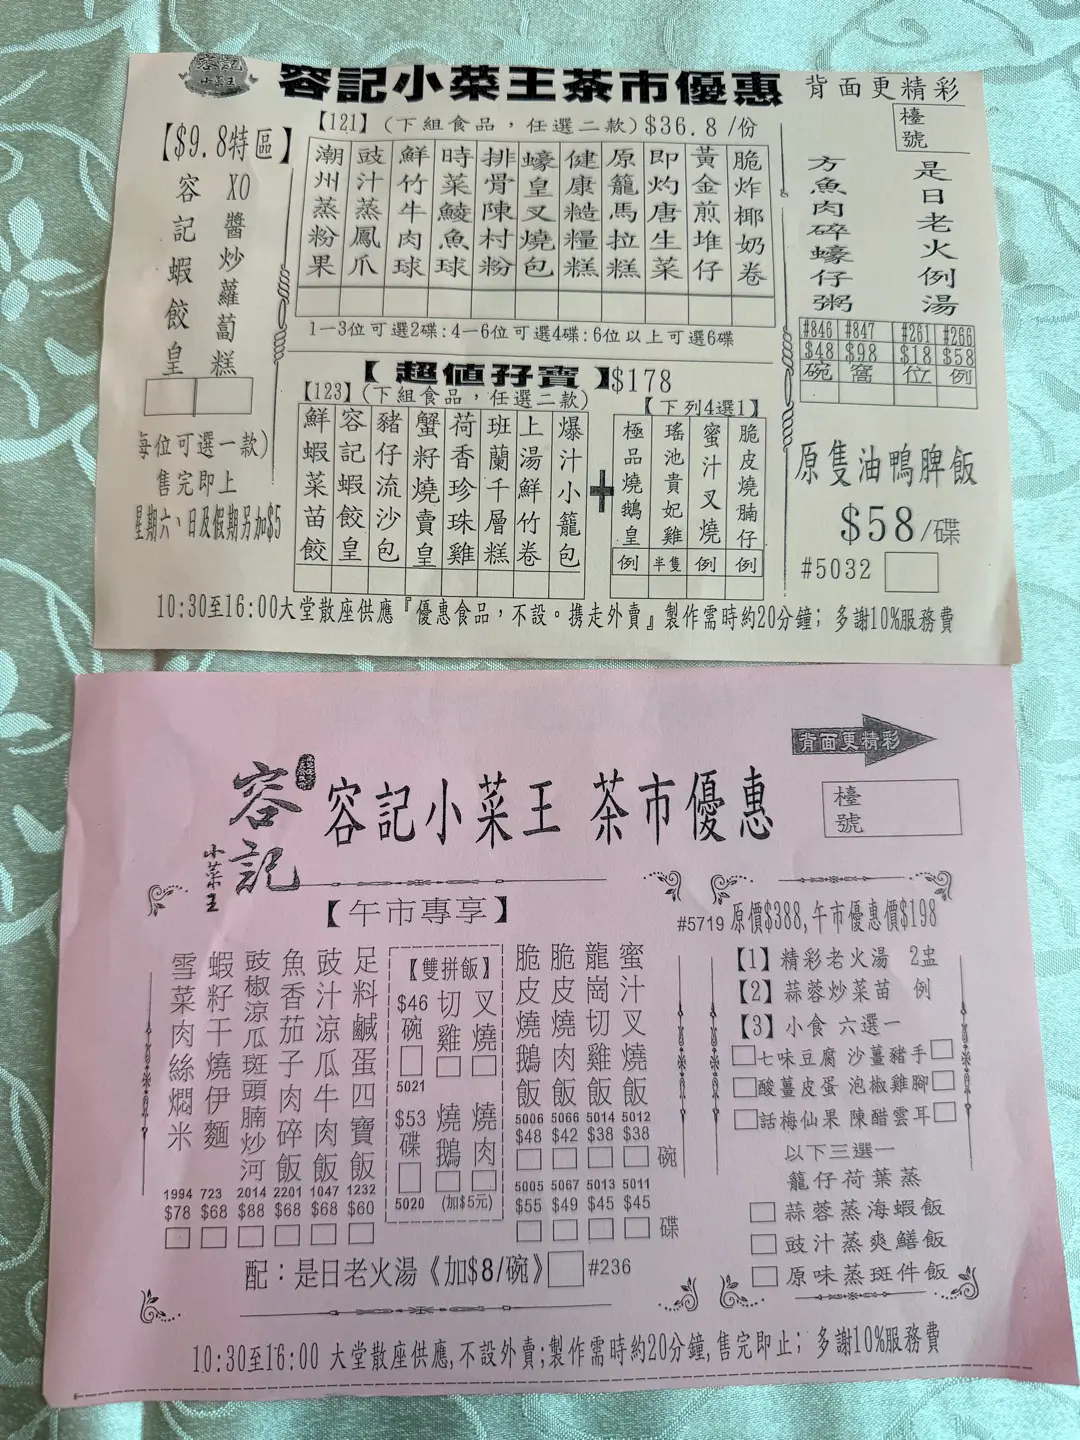 容記
小菜王
容記小菜王茶市優惠
背面更精彩
檯號
【$9.8特區】
XO醬炒蘿蔔糕
容記蝦餃皇
每位可選一款)
售完即上
星期六、日及假期另加$5
【121】(下組食品，任選二款)$36.8/份
潮州蒸粉果
豉汁蒸鳳爪
鮮竹牛肉球
時菜鯪魚球
排骨陳村粉
蠔皇叉燒包
健康糙糧糕
原籠馬拉糕
即灼唐生菜
黃金煎堆仔
脆炸椰奶卷
1—3位可選2碟:4—6位可選4碟:6位以上可選6碟
【超值孖寶】$178
【123】(下組食品，任選二款)
鮮蝦菜苗餃
容記蝦餃皇
豬仔流沙包
蟹籽燒賣皇
荷香珍珠雞
班蘭千層糕
上湯鮮竹卷
爆汁小籠包
+
【下列4選1】
極品燒鵝皇 例
瑤池貴妃雞 半隻
蜜汁叉燒 例
脆皮燒腩仔 例
方魚肉碎蠔仔粥
是日老火例湯
#846 #847 #261 #266
$48 $98 $18 $58
碗 窩 位 例
原隻油鴨脾飯
$58/碟
#5032
10:30至16:00大堂散座供應『優惠食品，不設。携走外賣』製作需時約20分鐘; 多謝10%服務費
背面更精彩
容記
小菜王
容記小菜王 茶市優惠
檯號
【午市專享】
雪菜肉絲燜米 1994 $78
蝦籽干燒伊麵 723 $68
豉椒涼瓜斑頭腩炒河 2014 $88
魚香茄子肉碎飯 2201 $68
豉汁涼瓜牛肉飯 1047 $68
足料鹹蛋四寶飯 1232 $60
【雙拼飯】
$46碗
5021
$53碟
5020
切雞
叉燒
燒鵝
燒肉
(加$5元)
脆皮燒鵝飯
脆皮燒肉飯
龍崗切雞飯
蜜汁叉燒飯
5006 5066 5014 5012
$48 $42 $38 $38
碗
5005 5067 5013 5011
$55 $49 $45 $45
碟
配：是日老火湯《加$8/碗》 #236
#5719 原價$388,午市優惠價$198
【1】精彩老火湯 2盅
【2】蒜蓉炒菜苗 例
【3】小食 六選一
七味豆腐 沙薑豬手
酸薑皮蛋 泡椒雞腳
話梅仙果 陳醋雲耳
以下三選一
籠仔荷葉蒸
蒜蓉蒸海蝦飯
豉汁蒸爽鱔飯
原味蒸斑件飯
10:30至16:00 大堂散座供應,不設外賣;製作需時約20分鐘,售完即止; 多謝10%服務費